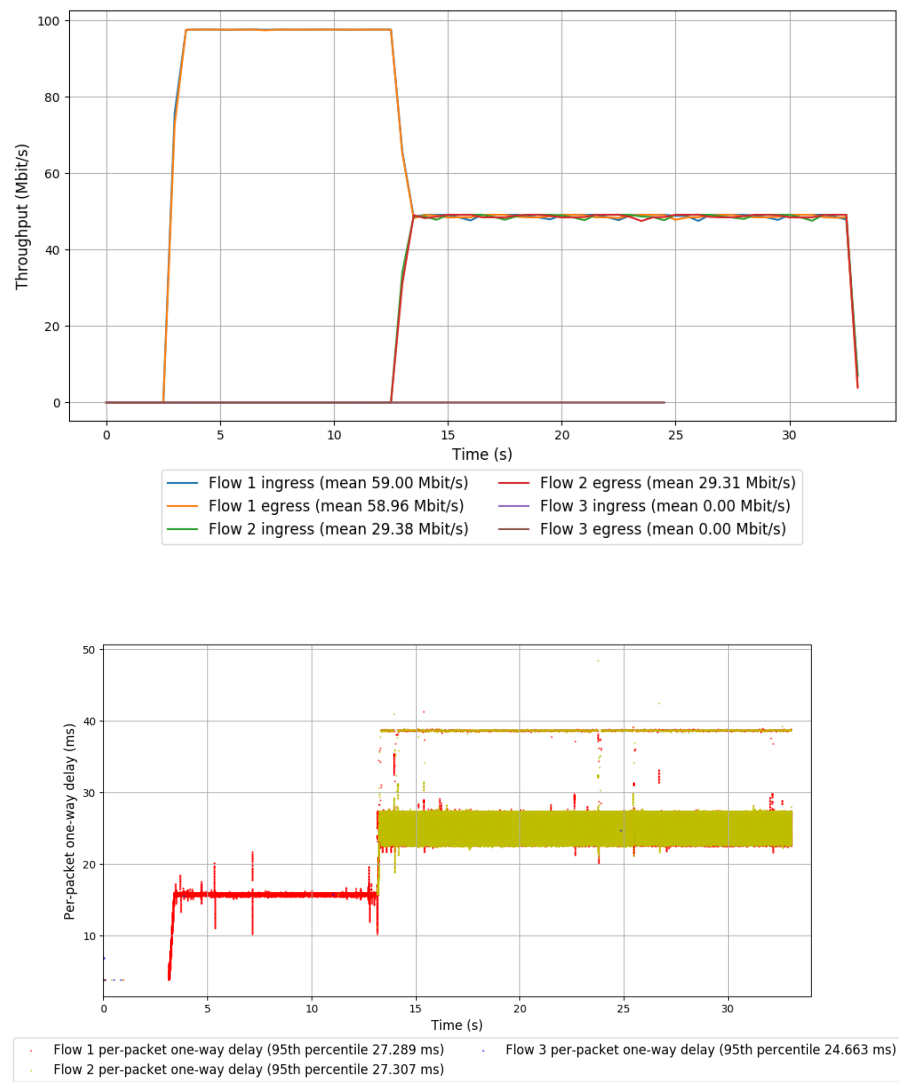 100
80
60
40
20
0
Throughput (Mbit/s)
0 5 10 15 20 25 30
Time (s)
Flow 1 ingress (mean 59.00 Mbit/s) Flow 2 egress (mean 29.31 Mbit/s)
Flow 1 egress (mean 58.96 Mbit/s) Flow 3 ingress (mean 0.00 Mbit/s)
Flow 2 ingress (mean 29.38 Mbit/s) Flow 3 egress (mean 0.00 Mbit/s)
50
40
30
20
10
Per-packet one-way delay (ms)
0 5 10 15 20 25 30
Time (s)
Flow 1 per-packet one-way delay (95th percentile 27.289 ms) Flow 3 per-packet one-way delay (95th percentile 24.663 ms)
Flow 2 per-packet one-way delay (95th percentile 27.307 ms)